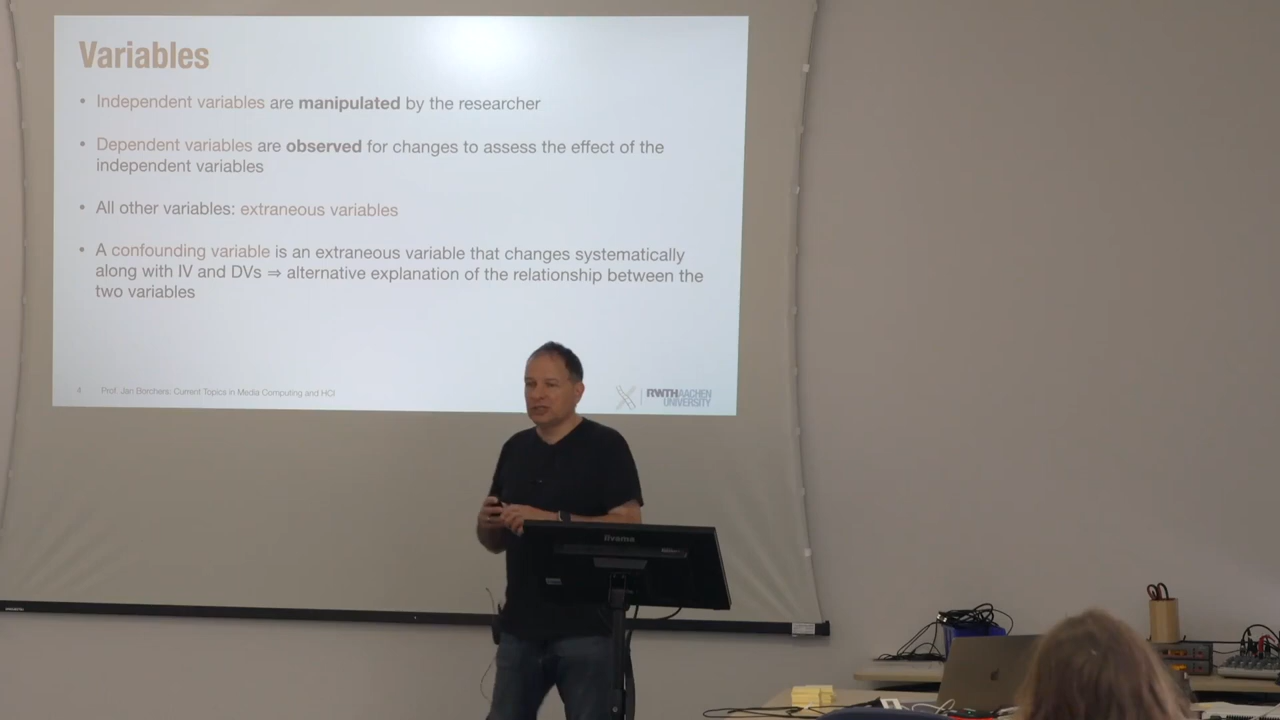 Variables
• Independent variables are manipulated by the researcher
• Dependent variables are observed for changes to assess the effect of the
independent variables
• All other variables: extraneous variables
• A confounding variable is an extraneous variable that changes systematically
along with IV and DVs ⇒ alternative explanation of the relationship between the
two variables
4 Prof. Jan Borchers: Current Topics in Media Computing and HCI
RWTHAACHEN
UNIVERSITY
iiyama